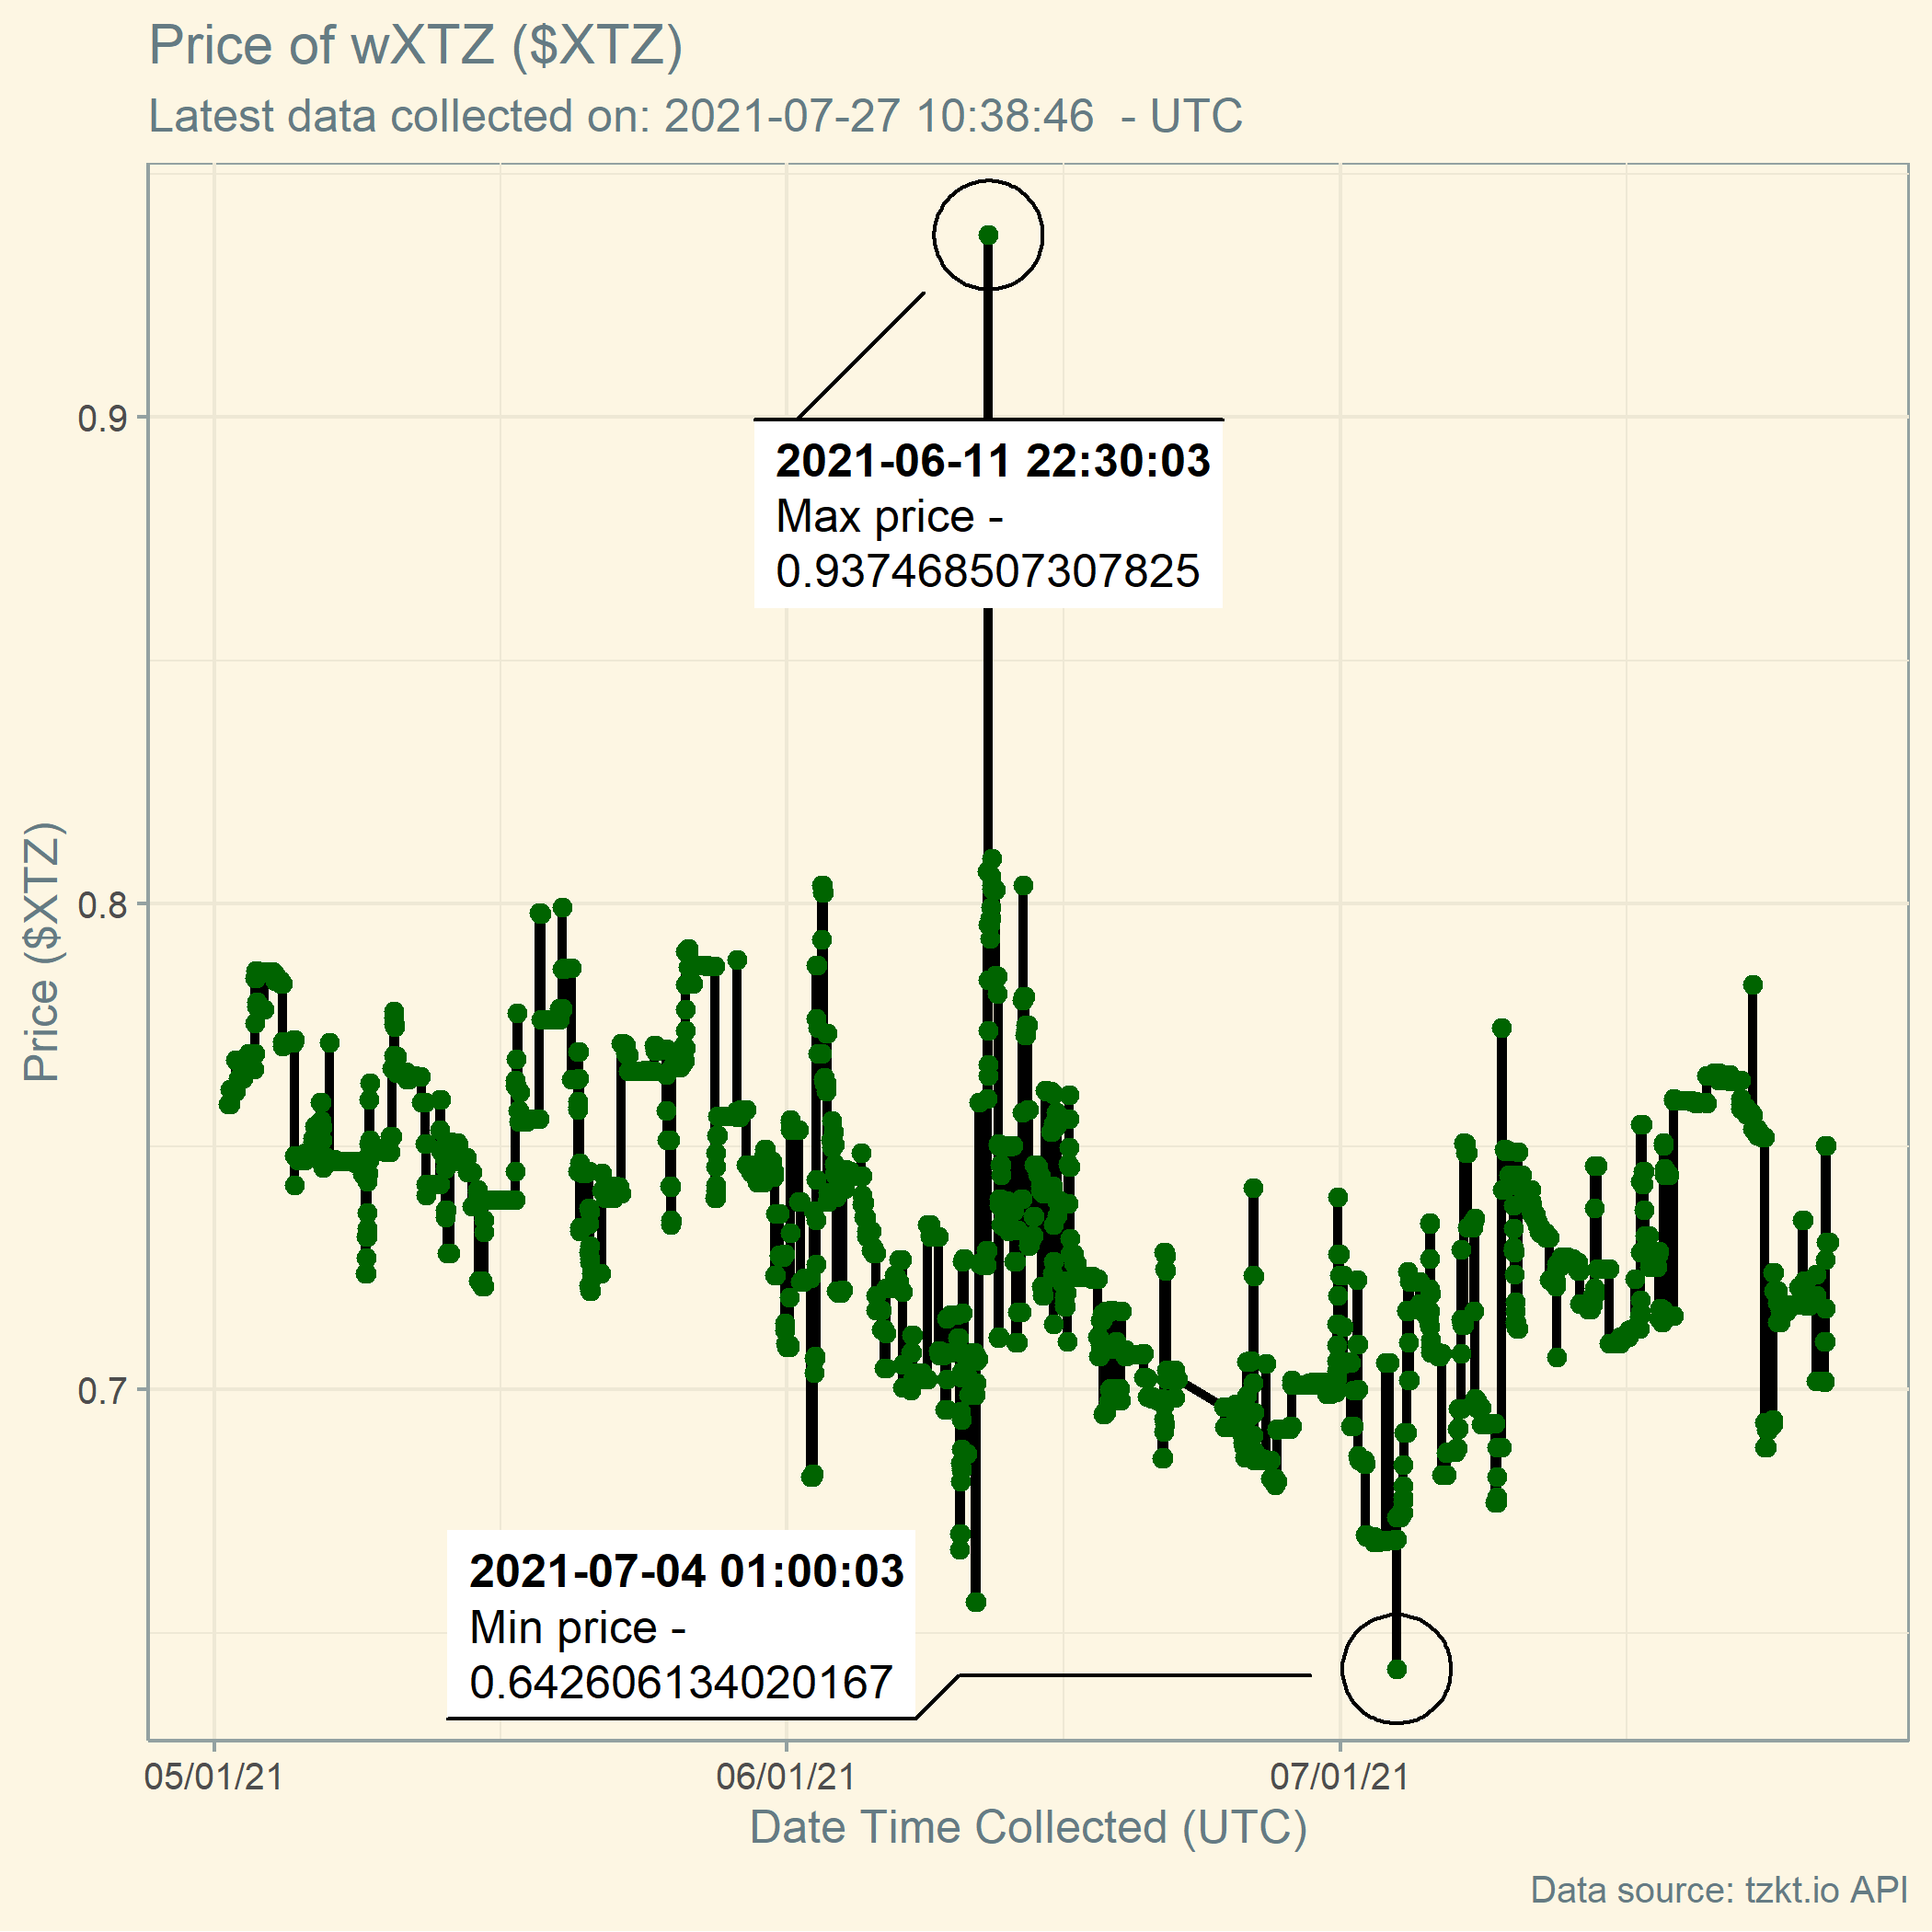 Price of wXTZ ($XTZ)
Latest data collected on: 2021-07-27 10:38:46  - UTC
0.9
2021-06-11 22:30:03
Max price -
0.937468507307825
0.8
Price ($XTZ)
0.7
2021-07-04 01:00:03
Min price -
0.642606134020167
05/01/21
06/01/21
07/01/21
Date Time Collected (UTC)
Data source: tzkt.io API